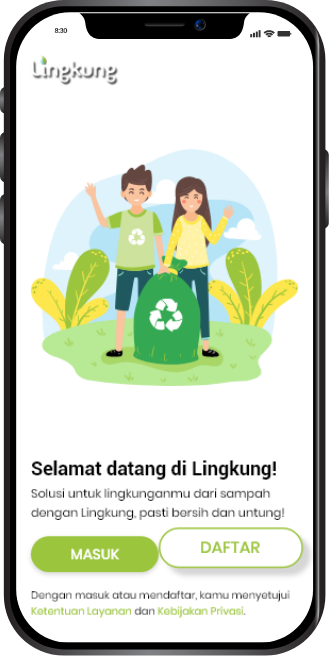 8:30
Lingkung
Selamat datang di Lingkung!
Solusi untuk lingkunganmu dari sampah
dengan Lingkung, pasti bersih dan untung!
MASUK
DAFTAR
Dengan masuk atau mendaftar, kamu menyetujui
Ketentuan Layanan dan Kebijakan Privasi.